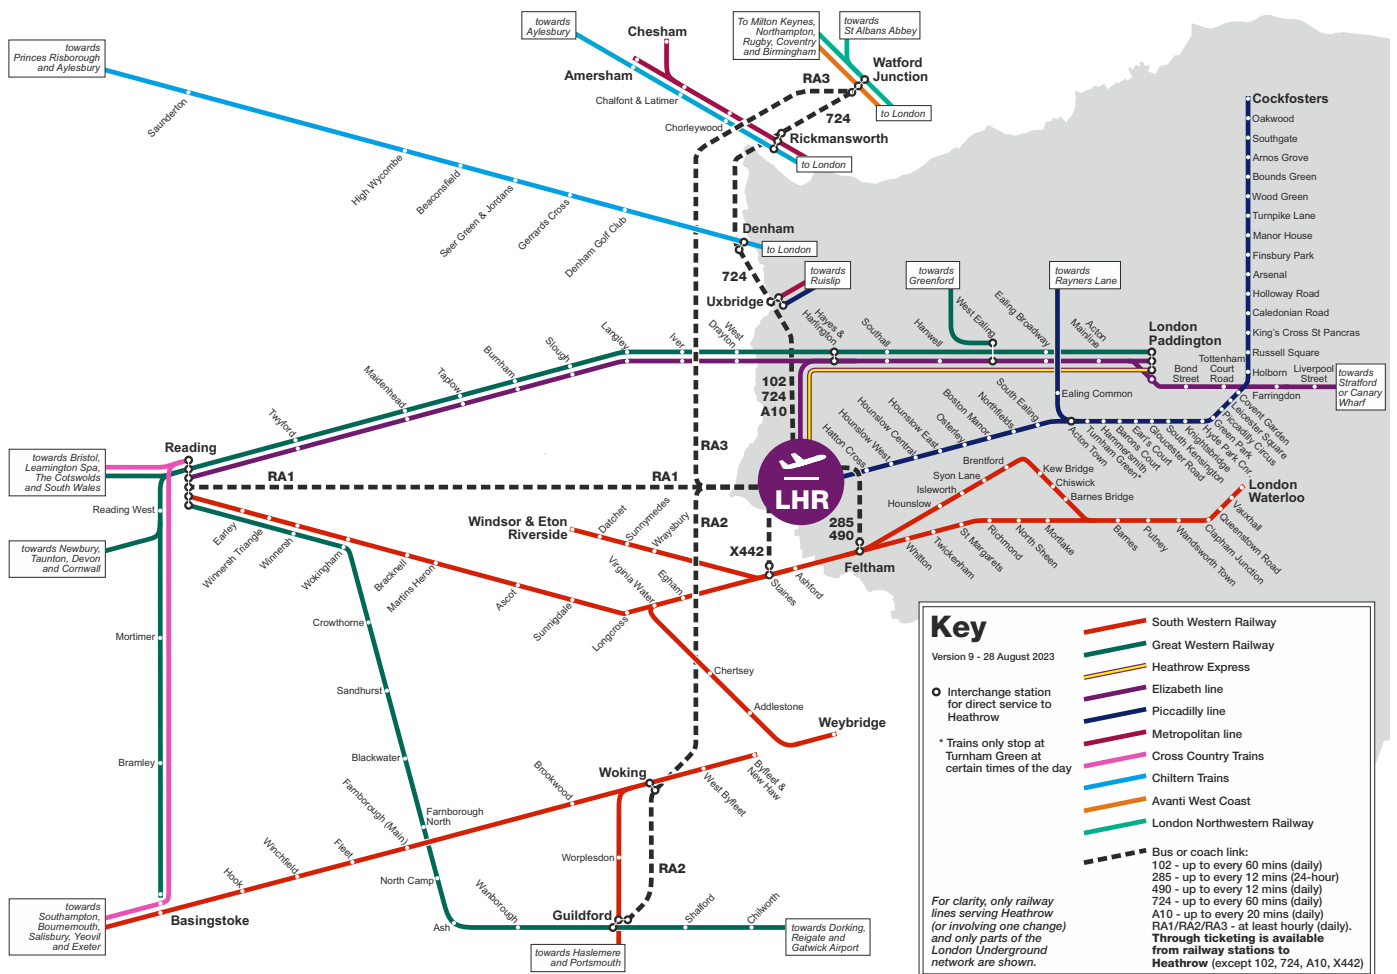 towards
Aylesbury
Chesham
To Milton Keynes,
Northampton,
Rugby, Coventry
and Birmingham
towards
St Albans Abbey
towards
Princes Risborough
and Aylesbury
Amersham
Chalfont & Latimer
Chorleywood
RA3
Watford
Junction
724
to London
Rickmansworth
to London
Saunderton
High Wycombe
Beaconsfield
Seer Green & Jordans
Gerrards Cross
Denham Golf Club
Denham
to London
724
Uxbridge
towards
Ruislip
towards
Greenford
towards
Rayners Lane
Cockfosters
Oakwood
Southgate
Arnos Grove
Bounds Green
Wood Green
Turnpike Lane
Manor House
Finsbury Park
Arsenal
Holloway Road
Caledonian Road
King's Cross St Pancras
Russell Square
Holborn
Reading
Twyford
Maidenhead
Taplow
Burnham
Slough
Langley
Iver
West
Drayton
Hayes &
Harlington
Southall
Hanwell
West Ealing
Ealing Broadway
Acton
Mainline
London
Paddington
Bond
Street
Tottenham
Court
Road
Farringdon
Liverpool
Street
towards
Stratford
or Canary
Wharf
102
724
A10
Hatton Cross
Hounslow West
Hounslow Central
Hounslow East
Osterley
Boston Manor
Northfields
South Ealing
Ealing Common
Acton Town
Turnham Green*
Hammersmith
Barons Court
Earl's Court
Gloucester Road
South Kensington
Knightsbridge
Hyde Park Cnr
Green Park
Piccadilly Circus
Leicester Square
Covent Garden
towards Bristol,
Leamington Spa,
The Cotswolds
and South Wales
Reading West
towards Newbury,
Taunton, Devon
and Cornwall
RA1
RA1
RA3
RA2
LHR
285
490
X442
Windsor & Eton
Riverside
Datchet
Sunnymedes
Wraysbury
Earley
Winnersh Triangle
Winnersh
Wokingham
Bracknell
Martins Heron
Ascot
Sunnigdale
Longcross
Virginia Water
Egham
Staines
Ashford
Feltham
Hounslow
Isleworth
Syon Lane
Brentford
Kew Bridge
Chiswick
Barnes Bridge
Whitton
Twickenham
St Margarets
Richmond
North Sheen
Mortlake
Barnes
Putney
Wandsworth Town
Clapham Junction
Queenstown Road
Vauxhall
London
Waterloo
Chertsey
Addlestone
Weybridge
Mortimer
Bramley
Crowthorne
Sandhurst
Blackwater
Farnborough
North
Farnborough (Main)
North Camp
Ash
Wanborough
Guildford
Shalford
Chilworth
towards Dorking,
Reigate and
Gatwick Airport
Woking
Brookwood
West Byfleet
Byfleet &
New Haw
Worplesdon
RA2
Fleet
Winchfield
Hook
Basingstoke
towards
Southampton,
Bournemouth,
Salisbury, Yeovil
and Exeter
towards Haslemere
and Portsmouth
Key
Version 9 - 28 August 2023
Interchange station
for direct service to
Heathrow
* Trains only stop at
Turnham Green at
certain times of the day
For clarity, only railway
lines serving Heathrow
(or involving one change)
and only parts of the
London Underground
network are shown.
South Western Railway
Great Western Railway
Heathrow Express
Elizabeth line
Piccadilly line
Metropolitan line
Cross Country Trains
Chiltern Trains
Avanti West Coast
London Northwestern Railway
Bus or coach link:
102 - up to every 60 mins (daily)
285 - up to every 12 mins (24-hour)
490 - up to every 12 mins (daily)
724 - up to every 60 mins (daily)
A10 - up to every 20 mins (daily)
RA1/RA2/RA3 - at least hourly (daily).
Through ticketing is available
from railway stations to
Heathrow (except 102, 724, A10, X442)